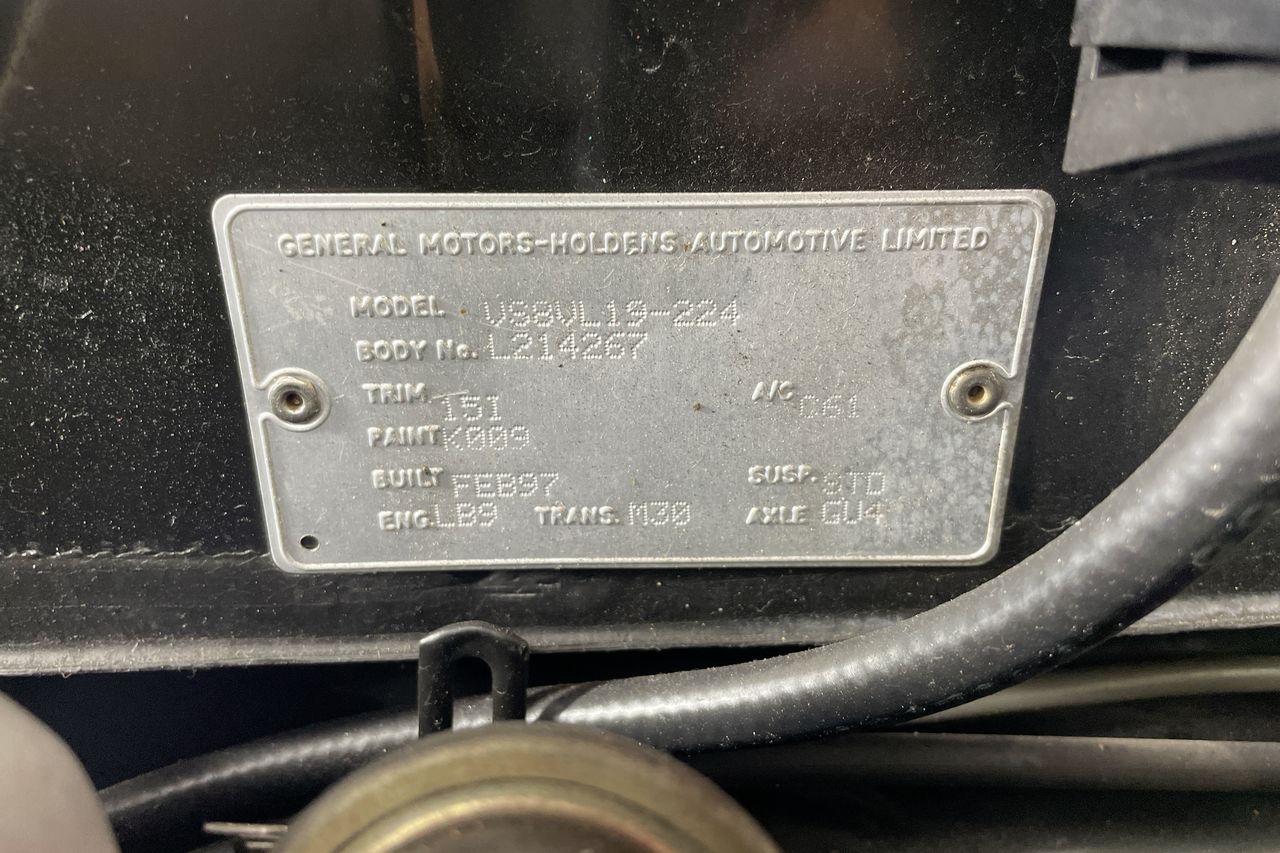 GENERAL MOTORS-HOLDENS AUTOMOTIVE LIMITED
MODEL VS8VL19-224
BODY No. L214267
TRIM 15I A/C C61
PAINT K009
BUILT FEB97 SUSP. STD
ENG. LB9 TRANS. M30 AXLE GU4